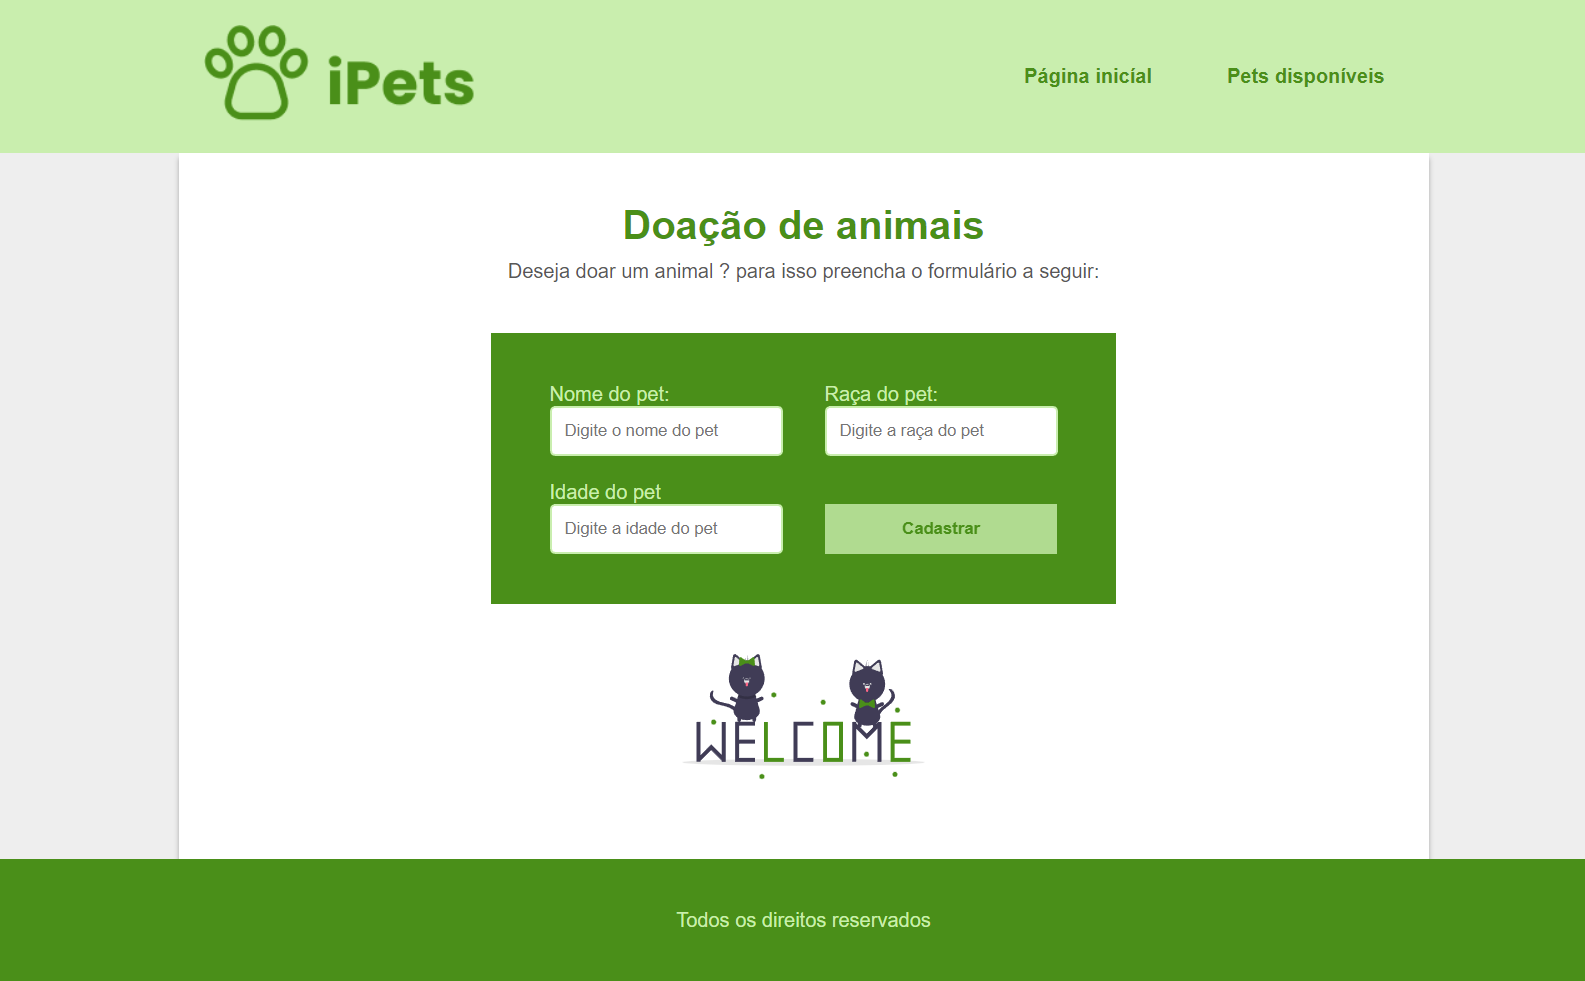 iPets
Página inicíal
Pets disponíveis
Doação de animais
Deseja doar um animal ? para isso preencha o formulário a seguir:
Nome do pet:
Raça do pet:
Digite o nome do pet
Digite a raça do pet
Idade do pet
Digite a idade do pet
Cadastrar
WELCOME
Todos os direitos reservados